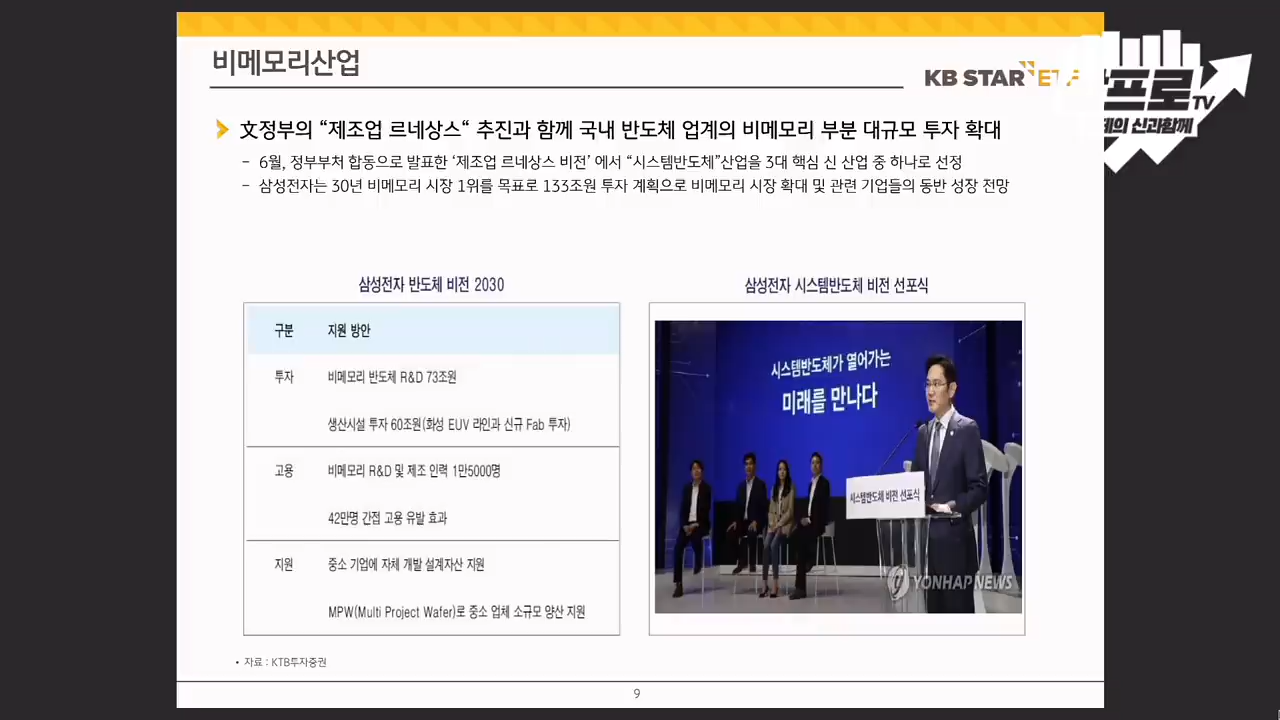 비메모리산업
KB STAR ET
프로TV
의 신과함께
文정부의 “제조업 르네상스“ 추진과 함께 국내 반도체 업계의 비메모리 부분 대규모 투자 확대
- 6월, 정부부처 합동으로 발표한 ‘제조업 르네상스 비전’ 에서 “시스템반도체”산업을 3대 핵심 신 산업 중 하나로 선정
- 삼성전자는 30년 비메모리 시장 1위를 목표로 133조원 투자 계획으로 비메모리 시장 확대 및 관련 기업들의 동반 성장 전망
삼성전자 반도체 비전 2030
구분 지원 방안
투자 비메모리 반도체 R&D 73조원
생산시설 투자 60조원(화성 EUV 라인과 신규 Fab 투자)
고용 비메모리 R&D 및 제조 인력 1만5000명
42만명 간접 고용 유발 효과
지원 중소 기업에 자체 개발 설계자산 지원
MPW(Multi Project Wafer)로 중소 업체 소규모 양산 지원
삼성전자 시스템반도체 비전 선포식
시스템반도체가 열어가는
미래를 만나다
시스템반도체 비전 선포식
YONHAPNEWS
• 자료 : KTB투자증권
9